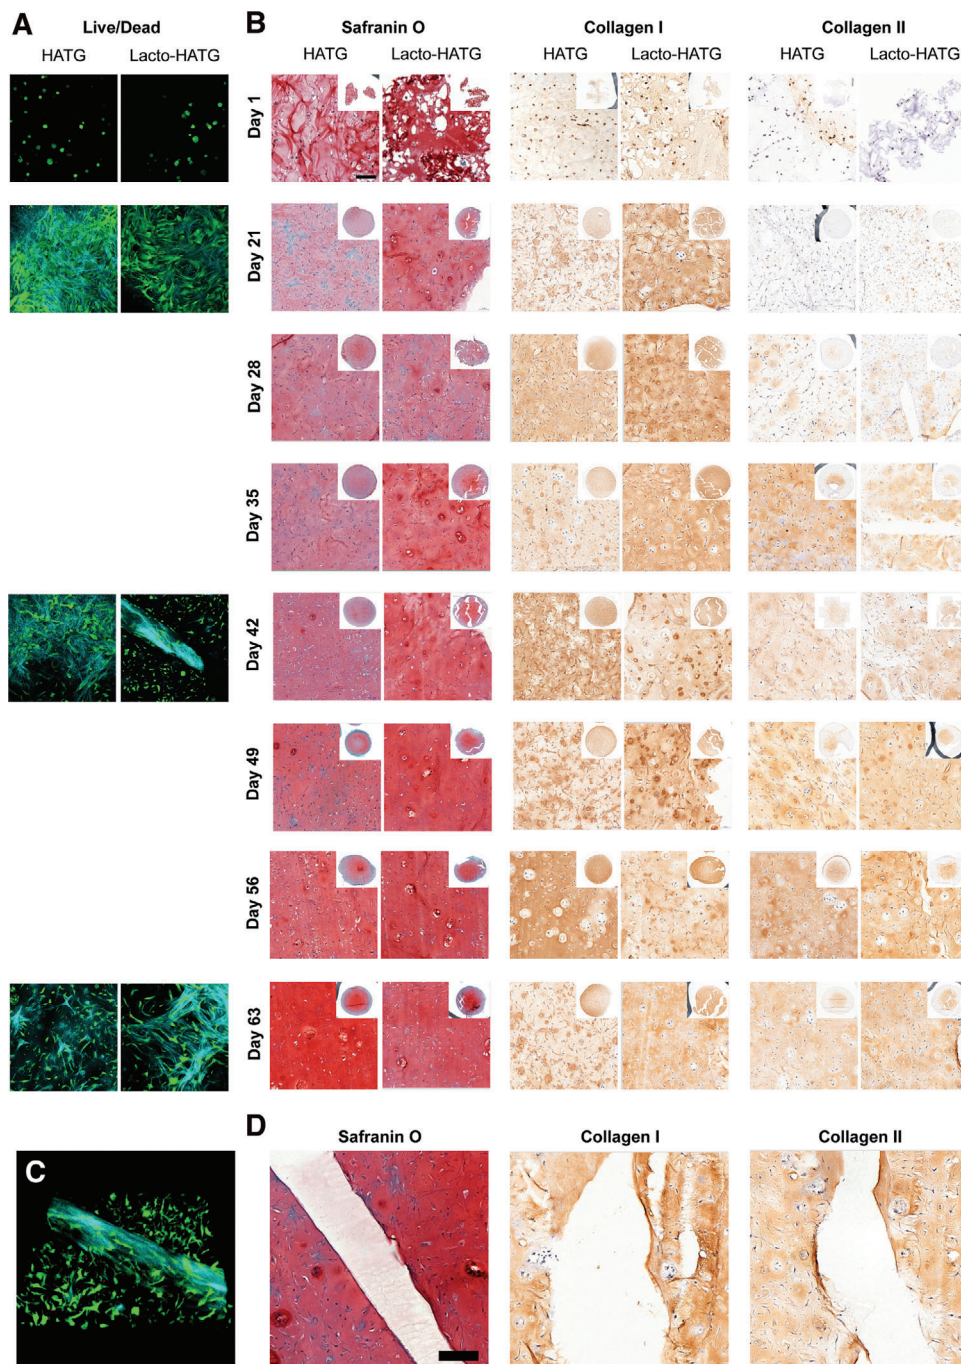 A
Live/Dead
HATG Lacto-HATG
B
Safranin O Collagen I Collagen II
HATG Lacto-HATG HATG Lacto-HATG HATG Lacto-HATG
Day 1
Day 21
Day 28
Day 35
Day 42
Day 49
Day 56
Day 63
C
D
Safranin O Collagen I Collagen II